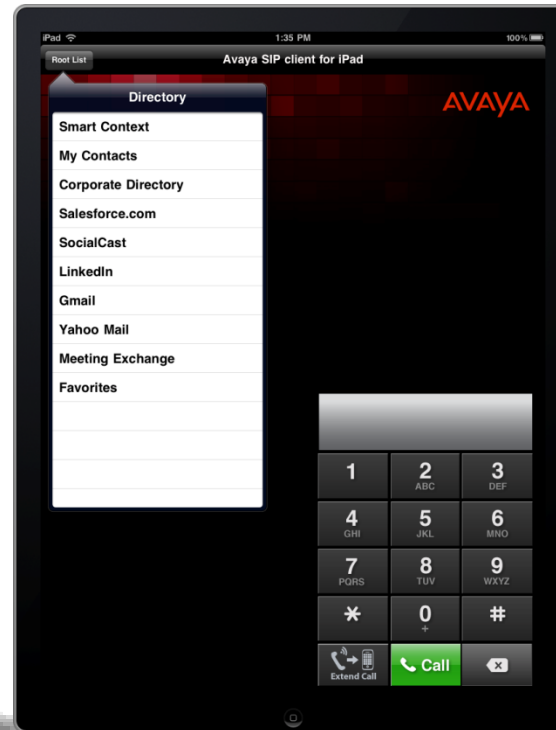 iPad 1:35 PM 100%
Root List Avaya SIP client for iPad
AVAYA
Directory
Smart Context
My Contacts
Corporate Directory
Salesforce.com
SocialCast
LinkedIn
Gmail
Yahoo Mail
Meeting Exchange
Favorites
1 2 3
ABC DEF
4 5 6
GHI JKL MNO
7 8 9
PQRS TUV WXYZ
* 0 #
+
Extend Call Call